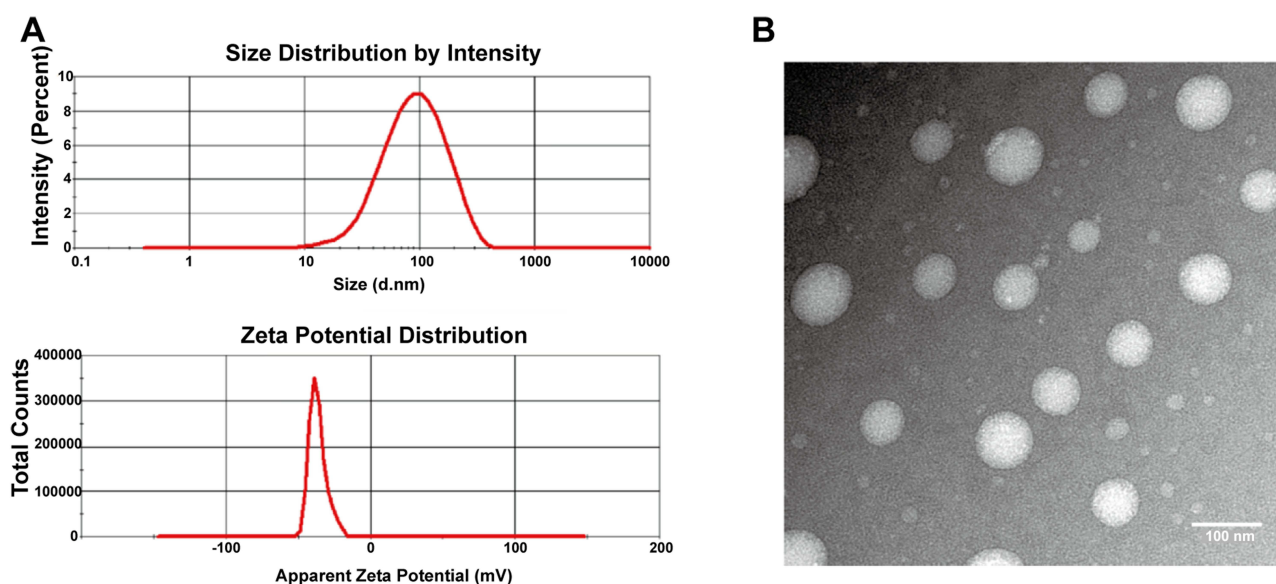 A
Size Distribution by Intensity
Intensity (Percent)
10
8
6
4
2
0
0.1 1 10 100 1000 10000
Size (d.nm)
Zeta Potential Distribution
Total Counts
400000
300000
200000
100000
0
-100 0 100 200
Apparent Zeta Potential (mV)
B
100 nm